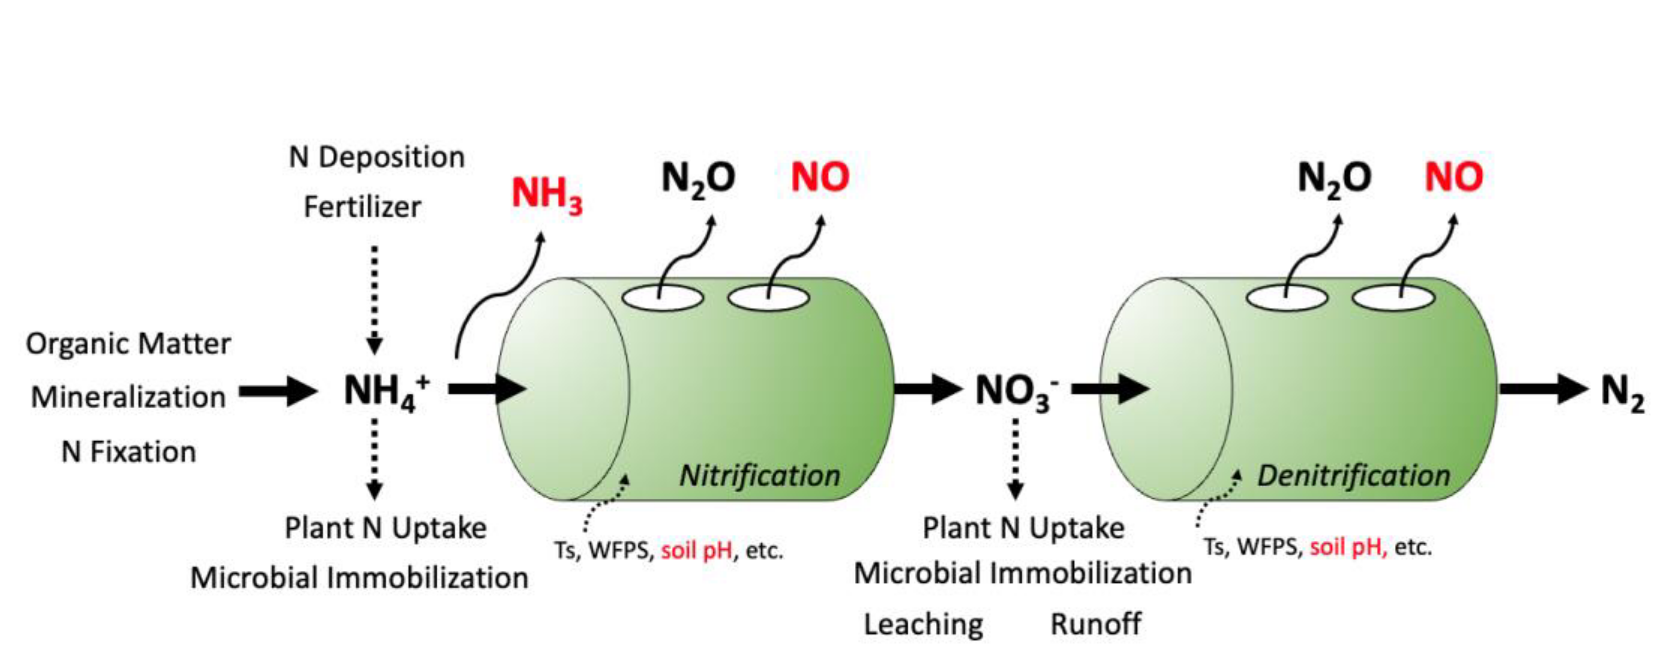 N Deposition
Fertilizer
NH₃
N₂O
NO
N₂O
NO
Organic Matter
Mineralization
N Fixation
NH₄⁺
NO₃⁻
N₂
Nitrification
Denitrification
Plant N Uptake
Microbial Immobilization
Ts, WFPS, soil pH, etc.
Plant N Uptake
Microbial Immobilization
Leaching Runoff
Ts, WFPS, soil pH, etc.